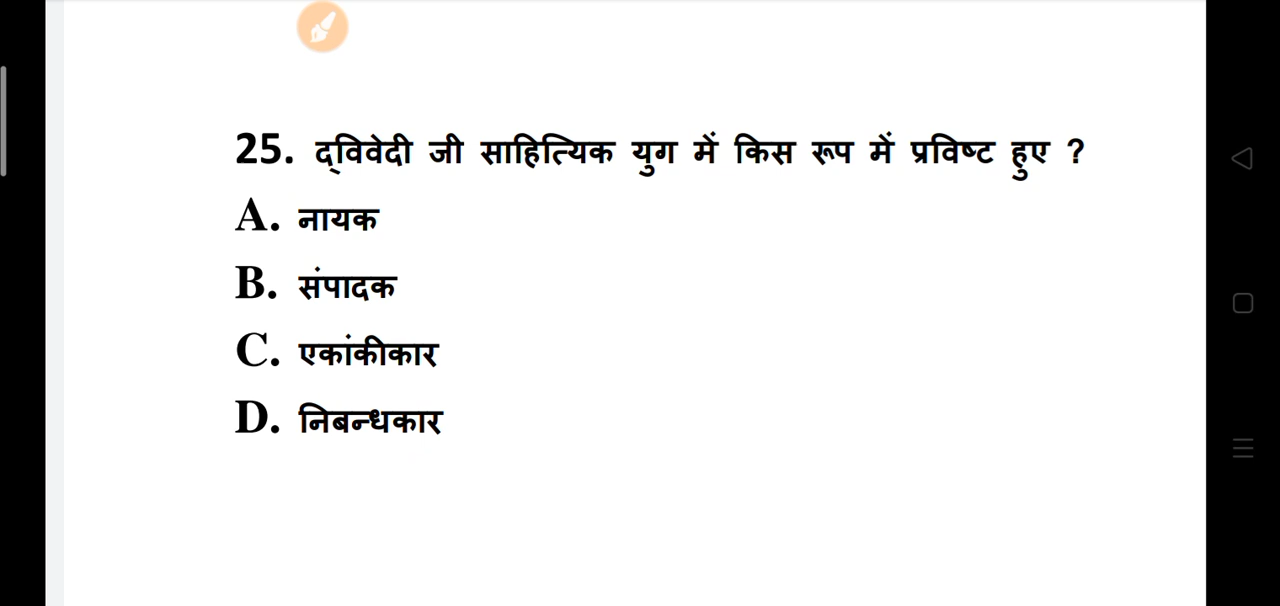 25. द्विवेदी जी साहित्यिक युग में किस रूप में प्रविष्ट हुए ?
A. नायक
B. संपादक
C. एकांकीकार
D. निबन्धकार